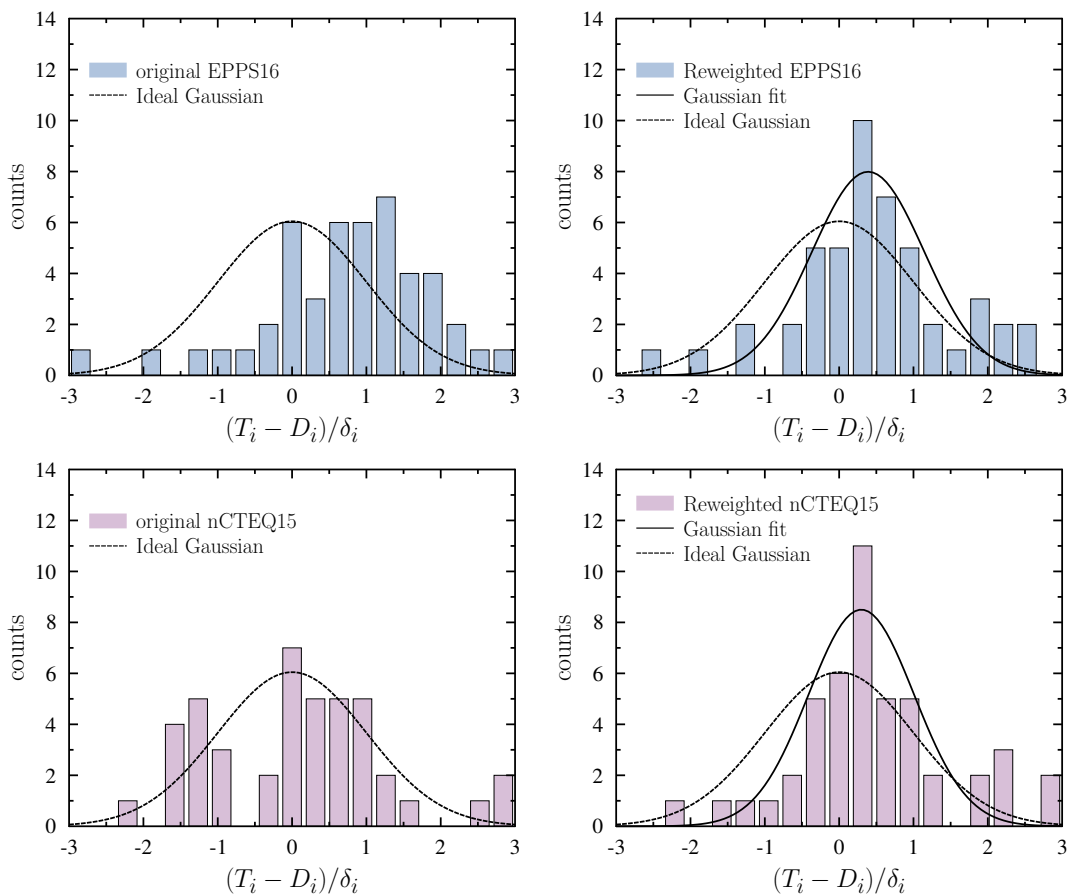 14
12
10
8
6
4
2
0
counts
original EPPS16
Ideal Gaussian
-3 -2 -1 0 1 2 3
(T_i − D_i)/δ_i
14
12
10
8
6
4
2
0
counts
Reweighted EPPS16
Gaussian fit
Ideal Gaussian
-3 -2 -1 0 1 2 3
(T_i − D_i)/δ_i
14
12
10
8
6
4
2
0
counts
original nCTEQ15
Ideal Gaussian
-3 -2 -1 0 1 2 3
(T_i − D_i)/δ_i
14
12
10
8
6
4
2
0
counts
Reweighted nCTEQ15
Gaussian fit
Ideal Gaussian
-3 -2 -1 0 1 2 3
(T_i − D_i)/δ_i